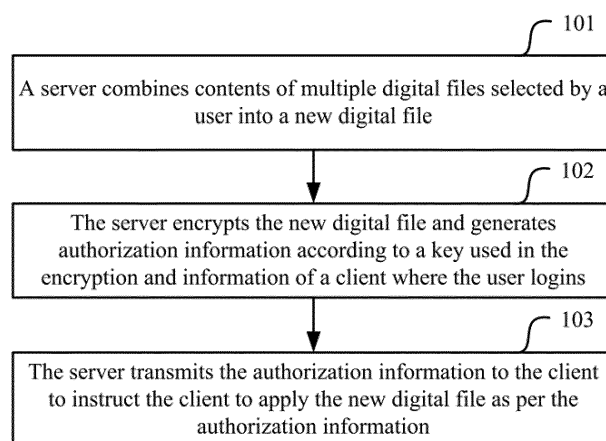 101
A server combines contents of multiple digital files selected by a
user into a new digital file
102
The server encrypts the new digital file and generates
authorization information according to a key used in the
encryption and information of a client where the user logins
103
The server transmits the authorization information to the client
to instruct the client to apply the new digital file as per the
authorization information